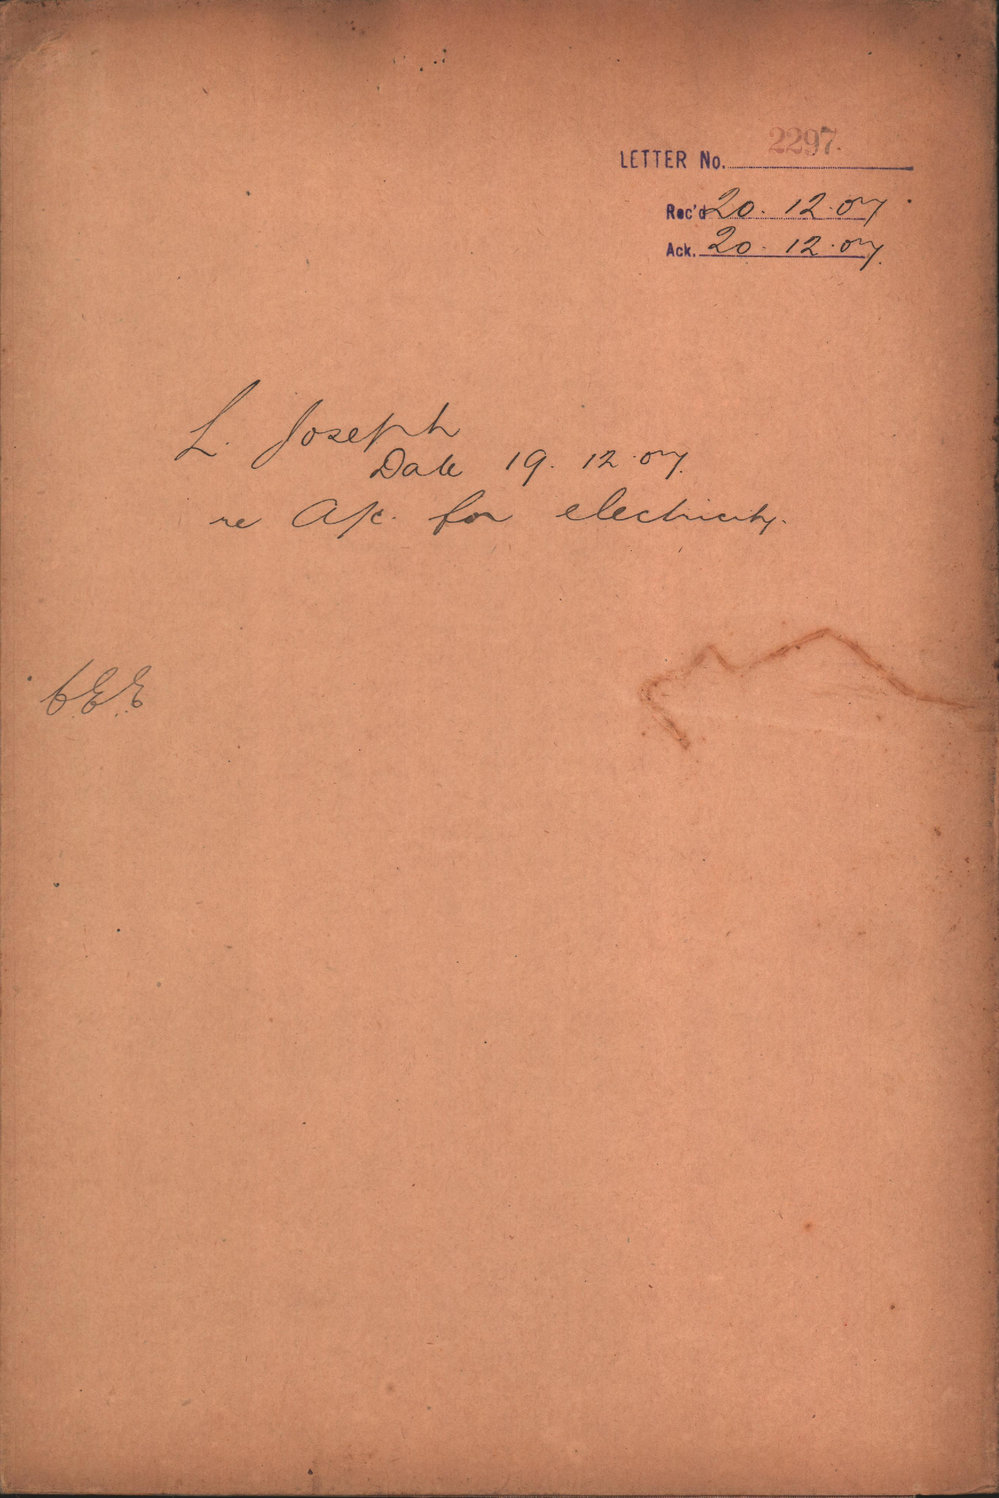 LETTER No. 2297.
Rec'd 20. 12.07
Ack. 20. 12.07.
L. Joseph
Date 19. 12.07.
re A/c. for electricity.
CEE